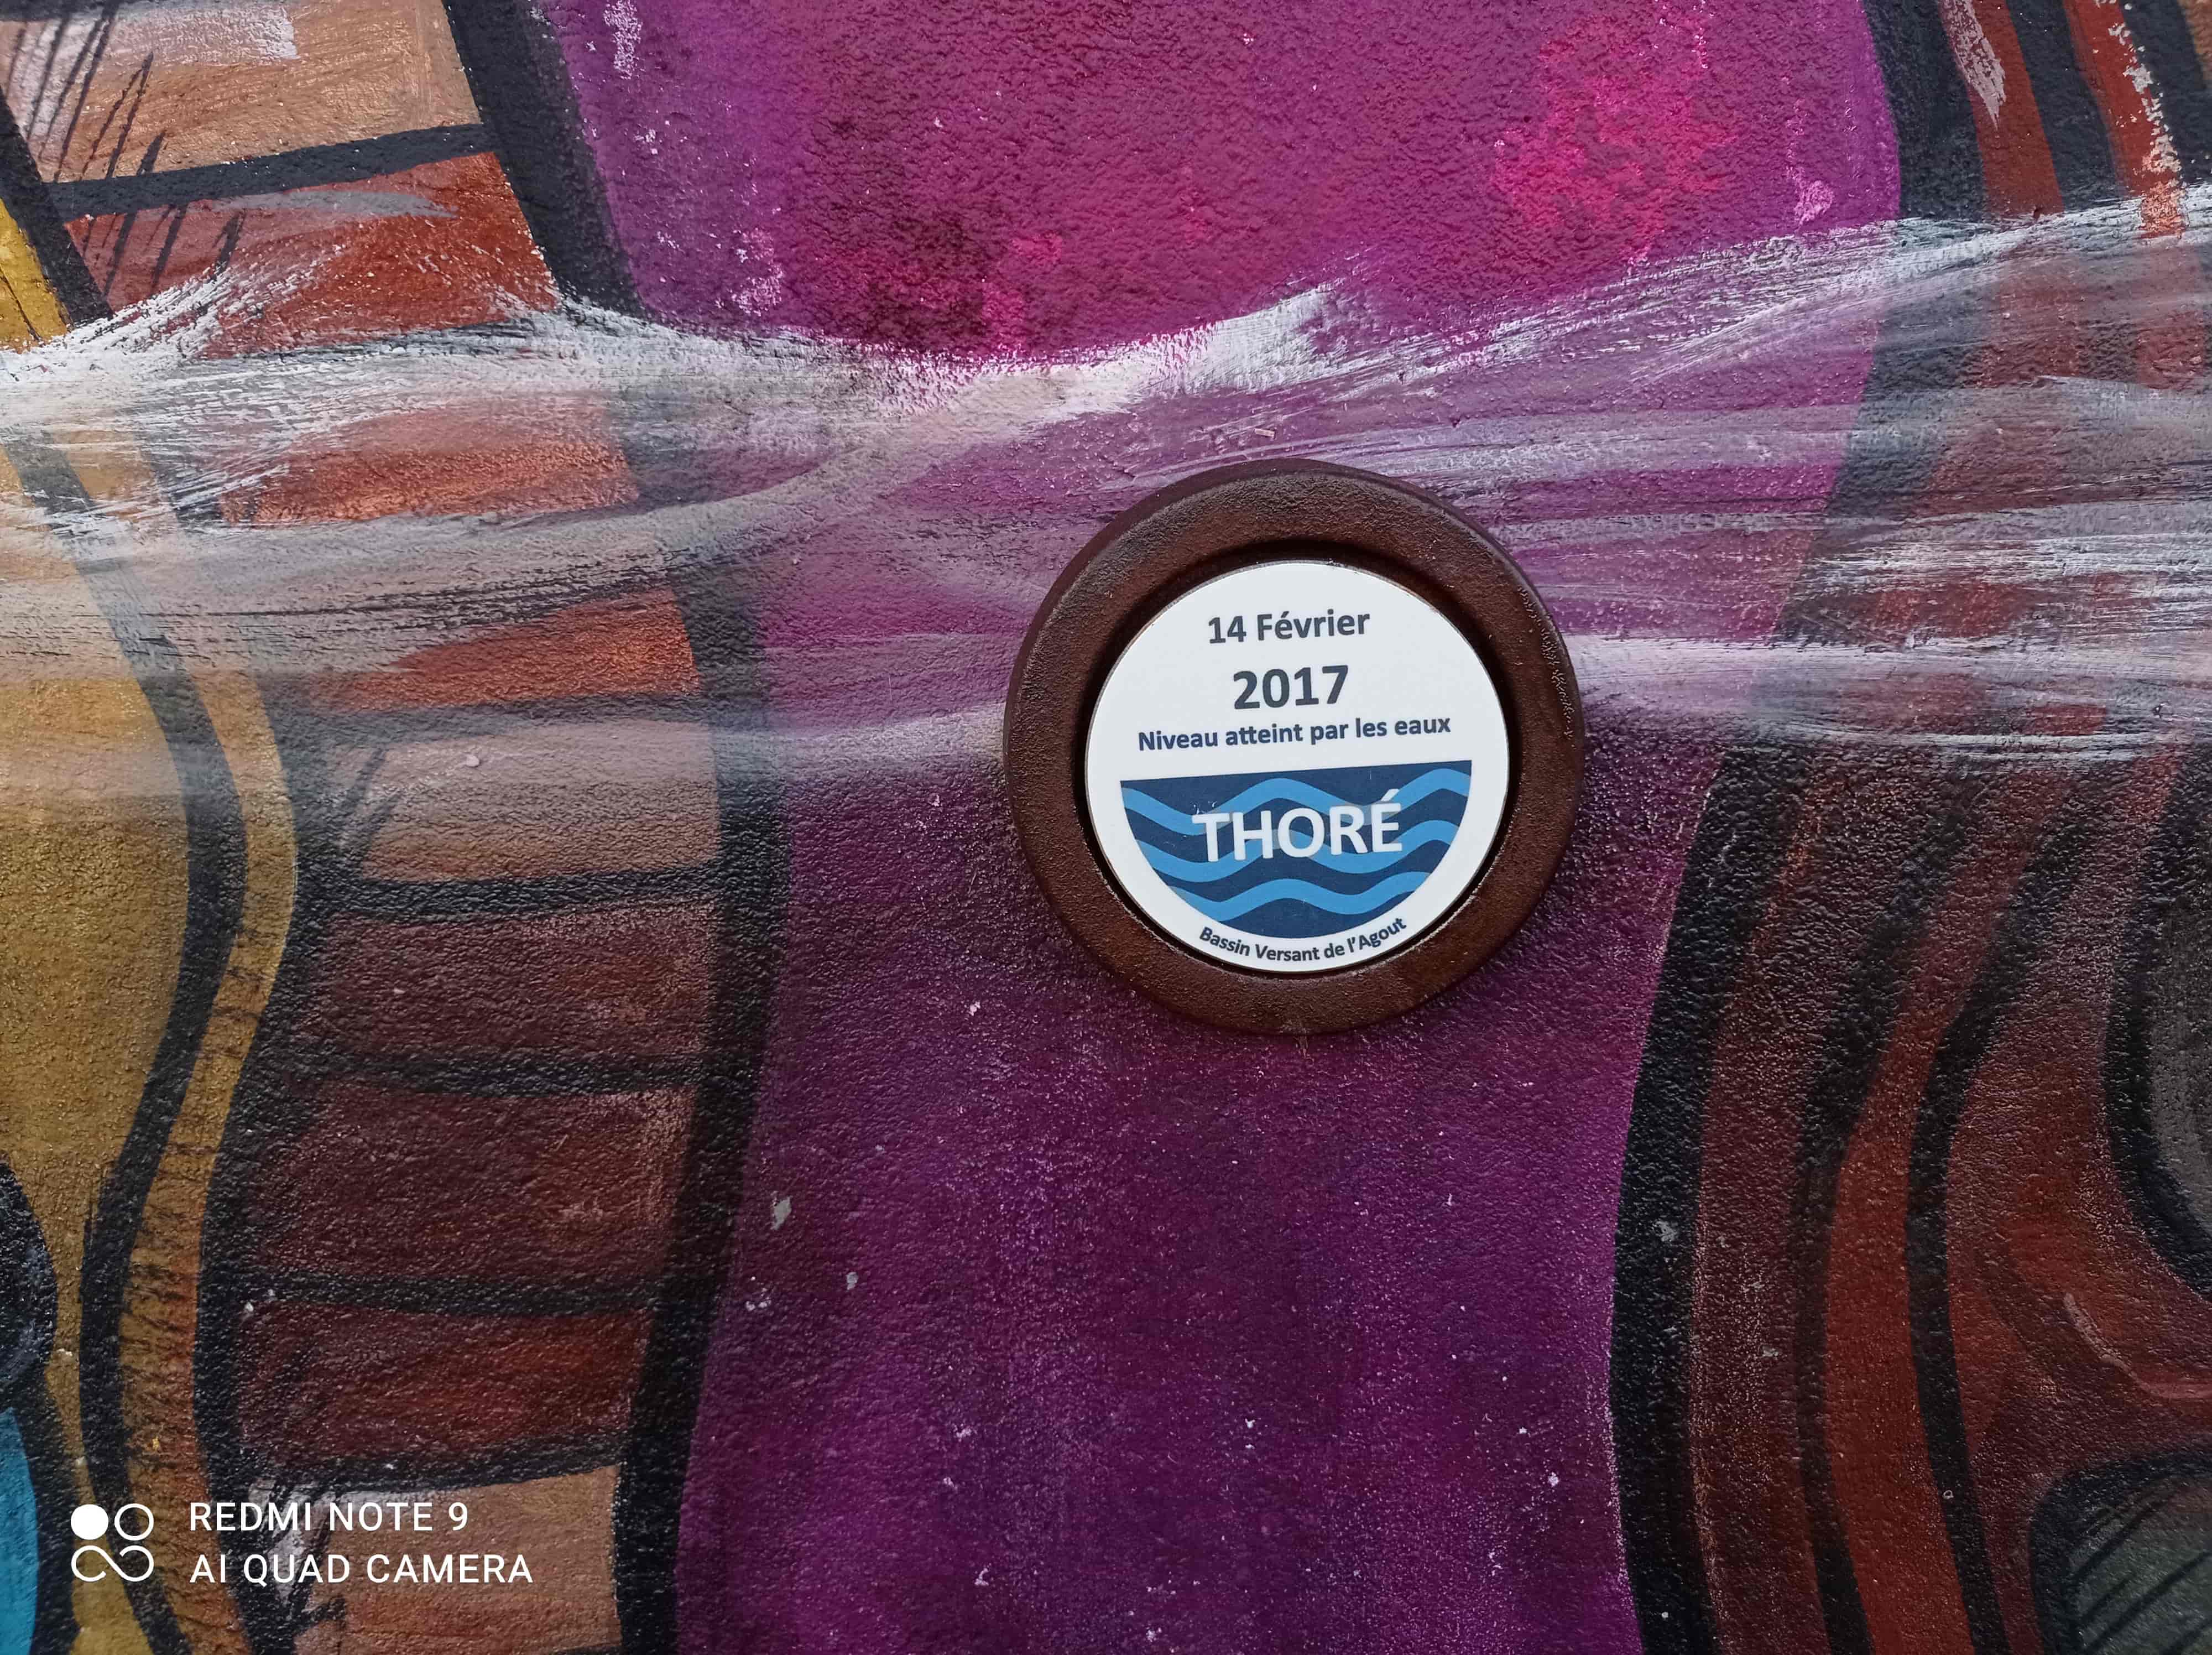 14 Février
2017
Niveau atteint par les eaux
THORÉ
Bassin Versant de l'Agout
REDMI NOTE 9
AI QUAD CAMERA